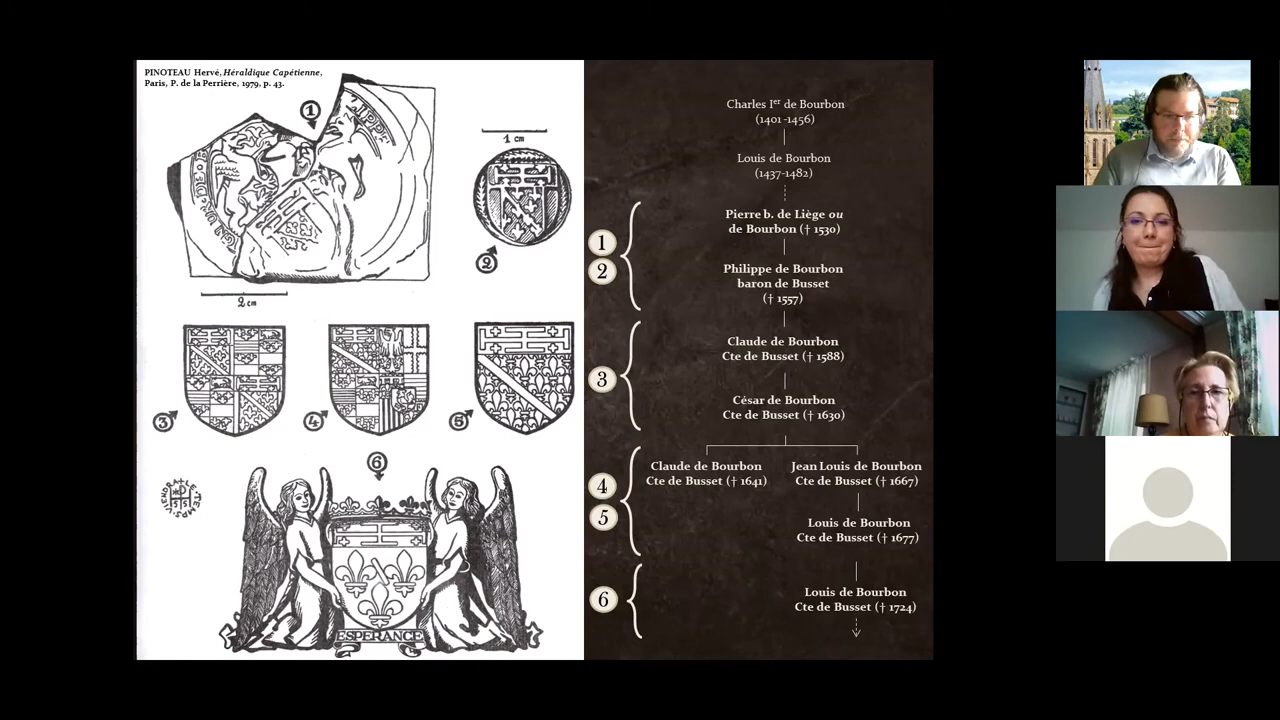 PINOTEAU Hervé, Héraldique Capétienne,
Paris, P. de la Perrière, 1979, p. 43.
1
1 cm
2
2 cm
3
4
5
6
ESPERANCE
Charles Ier de Bourbon
(1401-1456)
Louis de Bourbon
(1437-1482)
1
2
Pierre b. de Liège ou
de Bourbon († 1530)
Philippe de Bourbon
baron de Busset
(† 1557)
3
Claude de Bourbon
Cte de Busset († 1588)
César de Bourbon
Cte de Busset († 1630)
4
5
Claude de Bourbon
Cte de Busset († 1641)
Jean Louis de Bourbon
Cte de Busset († 1667)
Louis de Bourbon
Cte de Busset († 1677)
6
Louis de Bourbon
Cte de Busset († 1724)